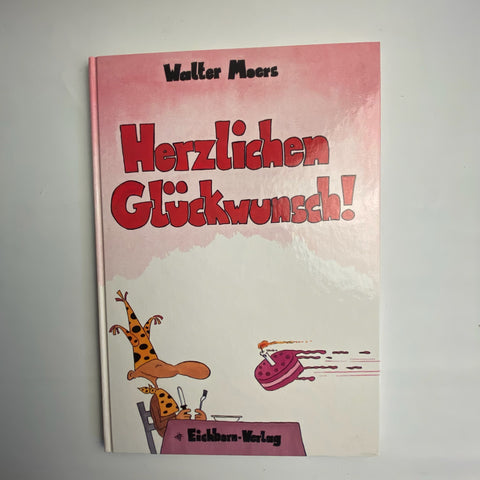 Walter Moers
Herzlichen
Glückwunsch!
Eichborn-Verlag